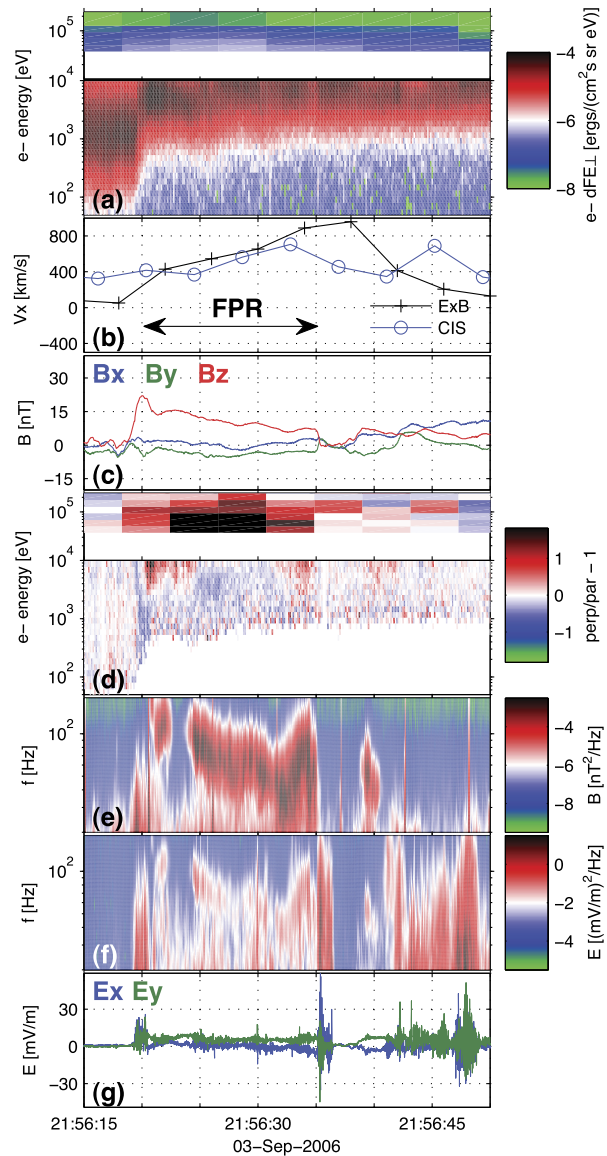 10^5
10^4
10^3
10^2
e− energy [eV]
(a)
−4
−6
−8
e− dFE⊥ [ergs/(cm^2 s sr eV)]
800
400
0
−400
Vx [km/s]
FPR
ExB
CIS
(b)
Bx By Bz
30
15
0
−15
B [nT]
(c)
10^5
10^4
10^3
10^2
e− energy [eV]
(d)
1
0
−1
perp/par − 1
10^2
f [Hz]
(e)
−4
−6
−8
B [nT^2/Hz]
10^2
f [Hz]
(f)
0
−2
−4
E [(mV/m)^2/Hz]
Ex Ey
30
0
−30
E [mV/m]
(g)
21:56:15 21:56:30 21:56:45
03−Sep−2006